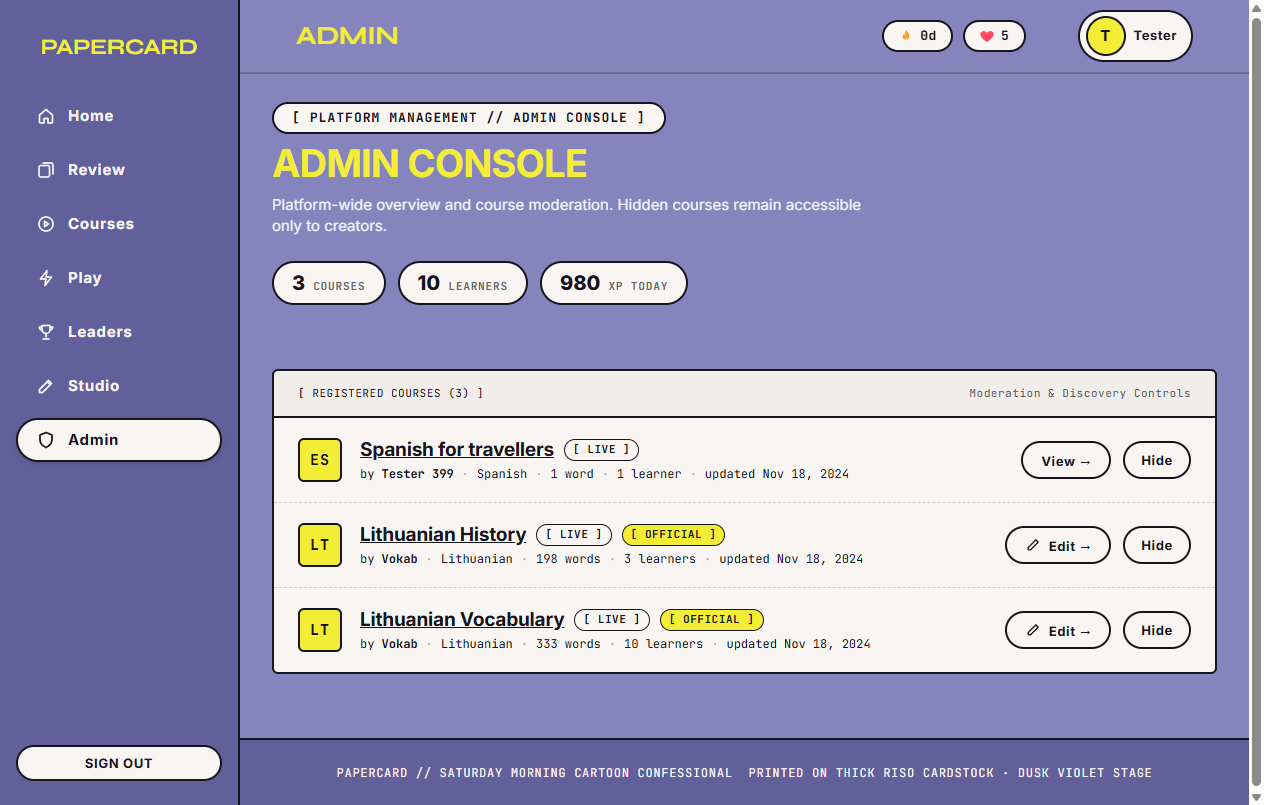 PAPERCARD
Home
Review
Courses
Play
Leaders
Studio
Admin
SIGN OUT
ADMIN
0d
5
T
Tester
[ PLATFORM MANAGEMENT // ADMIN CONSOLE ]
ADMIN CONSOLE
Platform-wide overview and course moderation. Hidden courses remain accessible
only to creators.
3 COURSES
10 LEARNERS
980 XP TODAY
[ REGISTERED COURSES (3) ]
Moderation & Discovery Controls
ES
Spanish for travellers [ LIVE ]
by Tester 399 · Spanish · 1 word · 1 learner · updated Nov 18, 2024
View →
Hide
LT
Lithuanian History [ LIVE ] [ OFFICIAL ]
by Vokab · Lithuanian · 198 words · 3 learners · updated Nov 18, 2024
Edit →
Hide
LT
Lithuanian Vocabulary [ LIVE ] [ OFFICIAL ]
by Vokab · Lithuanian · 333 words · 10 learners · updated Nov 18, 2024
Edit →
Hide
PAPERCARD // SATURDAY MORNING CARTOON CONFESSIONAL PRINTED ON THICK RISO CARDSTOCK · DUSK VIOLET STAGE